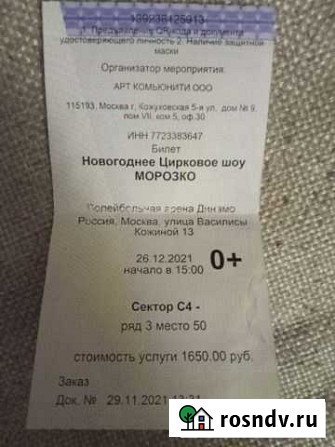 139236125913
1. Предъявление QRкода и документа
удостоверяющего личность 2. Наличие защитной
маски
Организатор мероприятия:
АРТ КОМЬЮНИТИ ООО
115193, Москва г, Кожуховская 5-я ул, дом № 9,
пом VII, ком 5, оф.30
ИНН 7723383647
Билет
Новогоднее Цирковое шоу
МОРОЗКО
Волейбольная арена Динамо
Россия, Москва, улица Василисы
Кожиной 13
26.12.2021
начало в 15:00
0+
Сектор С4 -
ряд 3 место 50
стоимость услуги 1650.00 руб.
Заказ
Док. № 29.11.2021
rosndv.ru